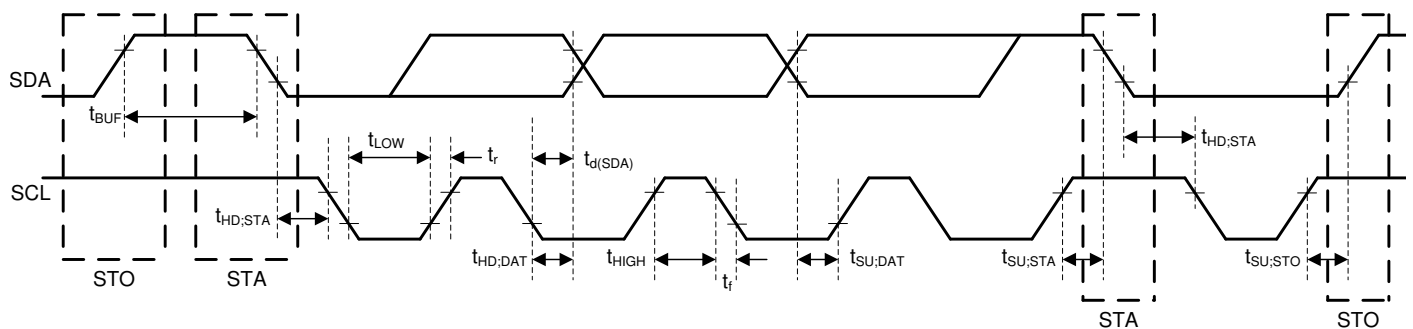 SDA
t_BUF
t_LOW
t_r
t_d(SDA)
t_HD;STA
SCL
t_HD;STA
t_HD;DAT
t_HIGH
t_f
t_SU;DAT
t_SU;STA
t_SU;STO
STO
STA
STA
STO